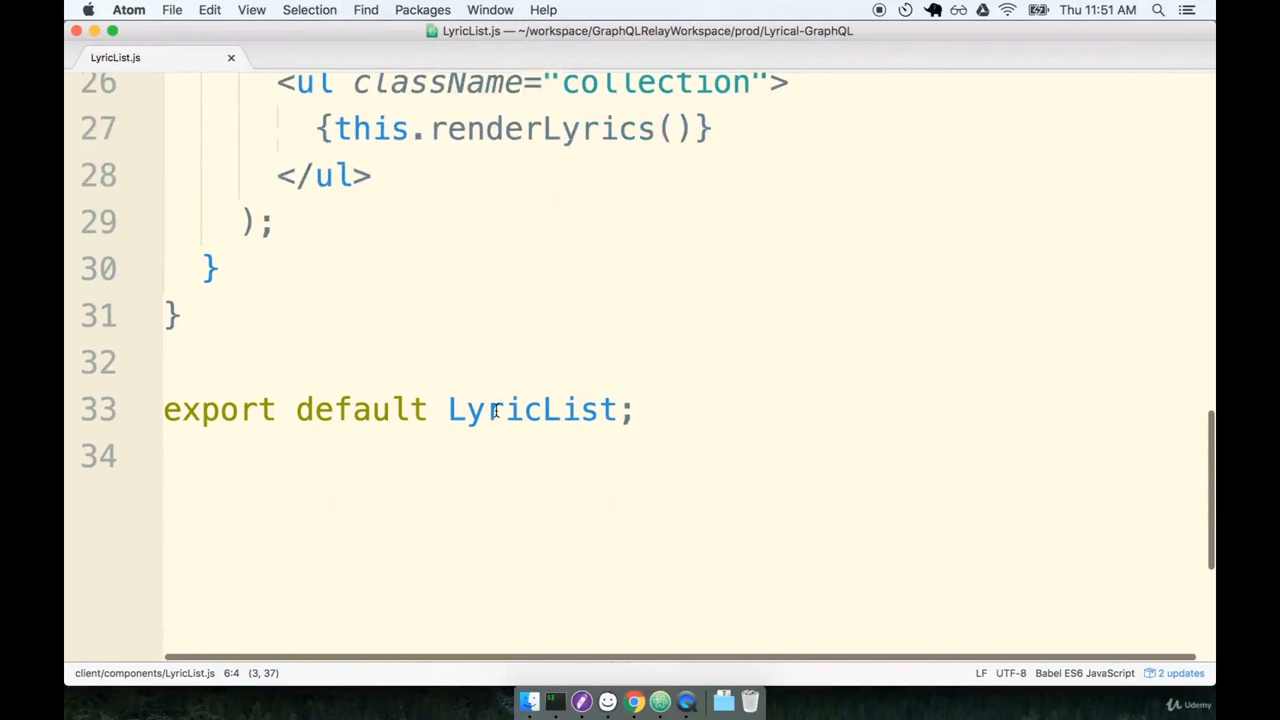 Atom File Edit View Selection Find Packages Window Help Thu 11:51 AM
LyricList.js — ~/workspace/GraphQLRelayWorkspace/prod/Lyrical-GraphQL
LyricList.js
26 <ul className="collection">
27 {this.renderLyrics()}
28 </ul>
29 );
30 }
31 }
32
33 export default LyricList;
34
client/components/LyricList.js 6:4 (3, 37) LF UTF-8 Babel ES6 JavaScript 2 updates
Udemy